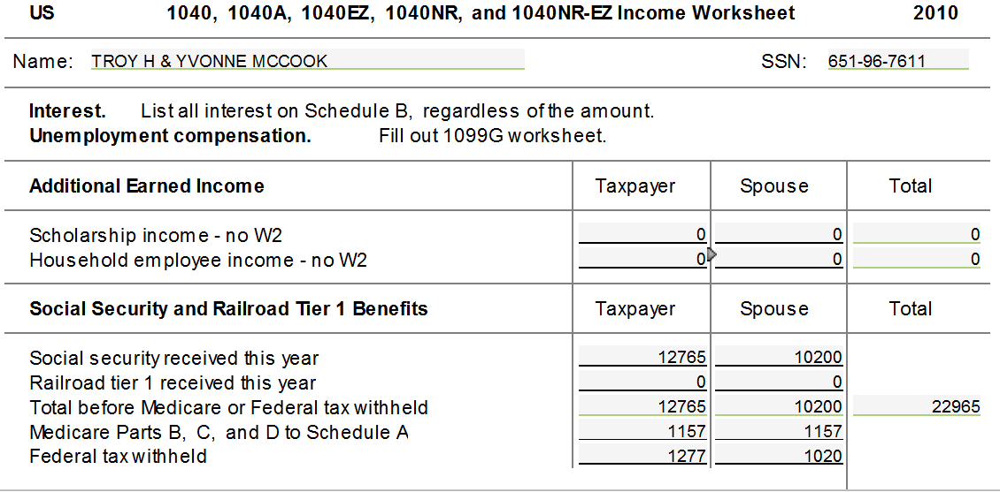 US 1040, 1040A, 1040EZ, 1040NR, and 1040NR-EZ Income Worksheet 2010
Name: TROY H & YVONNE MCCOOK SSN: 651-96-7611
Interest. List all interest on Schedule B, regardless of the amount.
Unemployment compensation. Fill out 1099G worksheet.
Additional Earned Income Taxpayer Spouse Total
Scholarship income - no W2 0 0 0
Household employee income - no W2 0 0 0
Social Security and Railroad Tier 1 Benefits Taxpayer Spouse Total
Social security received this year 12765 10200
Railroad tier 1 received this year 0 0
Total before Medicare or Federal tax withheld 12765 10200 22965
Medicare Parts B, C, and D to Schedule A 1157 1157
Federal tax withheld 1277 1020